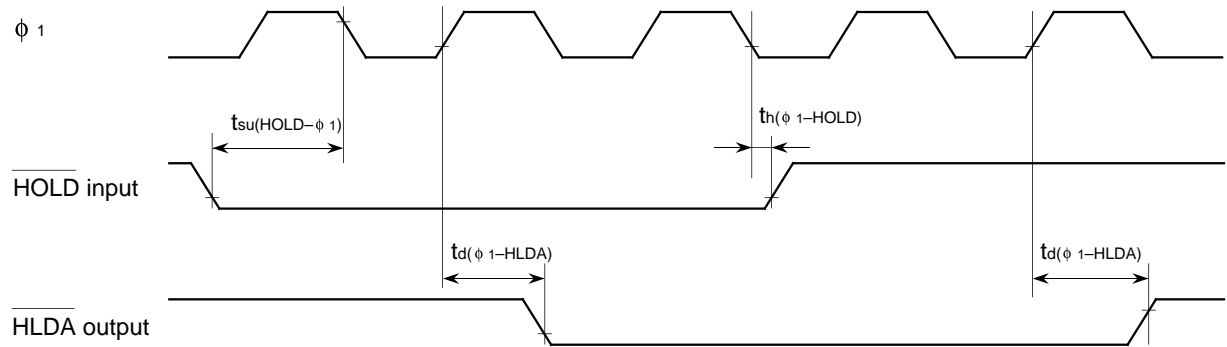 ϕ 1
tsu(HOLD–ϕ 1)
th(ϕ 1–HOLD)
HOLD input
td(ϕ 1–HLDA)
td(ϕ 1–HLDA)
HLDA output